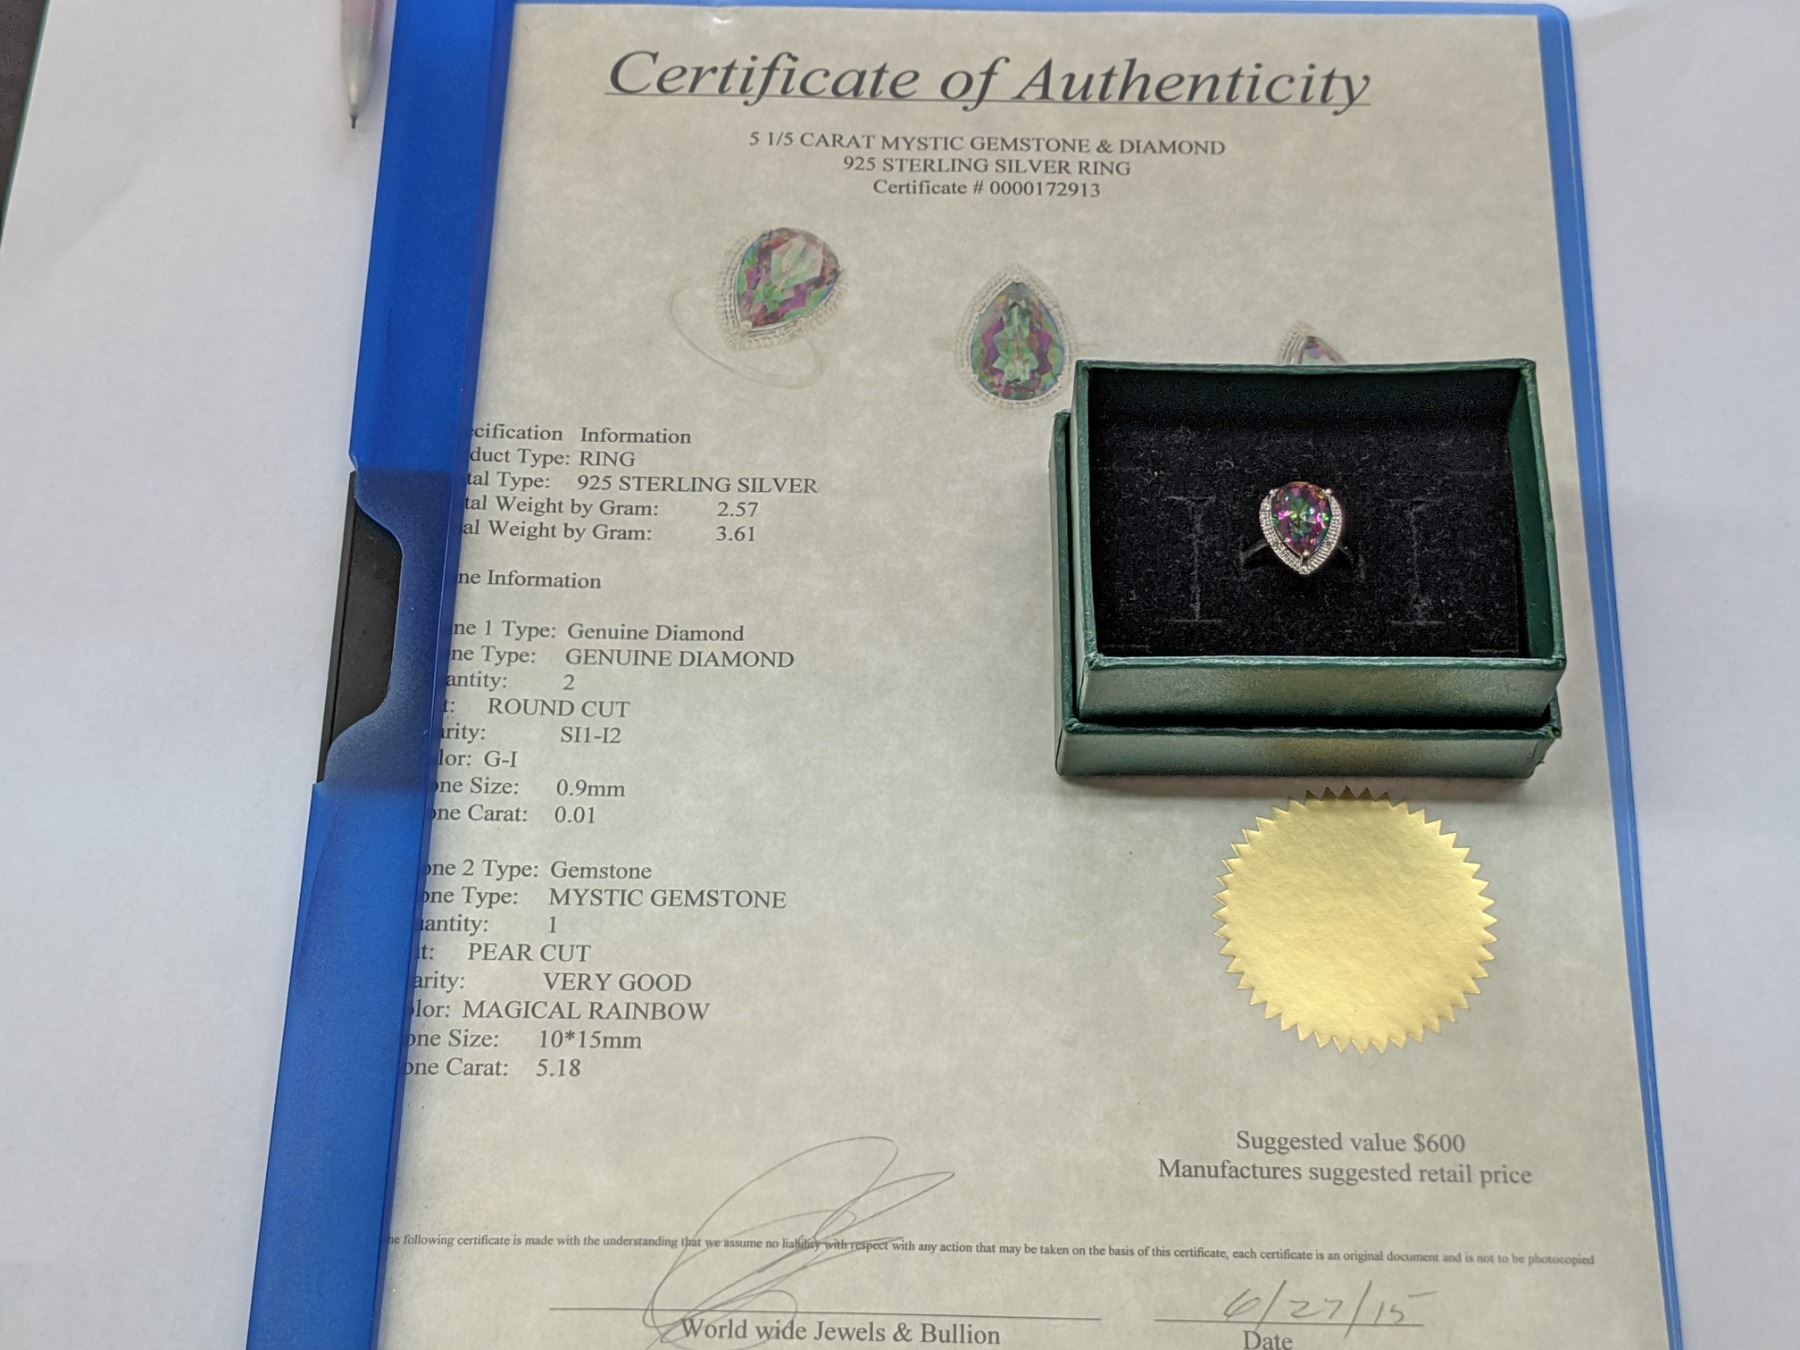 Certificate of Authenticity
5 1/5 CARAT MYSTIC GEMSTONE & DIAMOND
925 STERLING SILVER RING
Certificate # 0000172913
cification Information
duct Type: RING
tal Type: 925 STERLING SILVER
tal Weight by Gram: 2.57
al Weight by Gram: 3.61
ne Information
ne 1 Type: Genuine Diamond
ne Type: GENUINE DIAMOND
antity: 2
t: ROUND CUT
rity: SI1-I2
lor: G-I
one Size: 0.9mm
one Carat: 0.01
one 2 Type: Gemstone
one Type: MYSTIC GEMSTONE
antity: 1
t: PEAR CUT
arity: VERY GOOD
lor: MAGICAL RAINBOW
one Size: 10*15mm
one Carat: 5.18
Suggested value $600
Manufactures suggested retail price
he following certificate is made with the understanding that we assume no liability with respect with any action that may be taken on the basis of this certificate, each certificate is an original document and is not to be photocopied
6/27/15
World wide Jewels & Bullion
Date